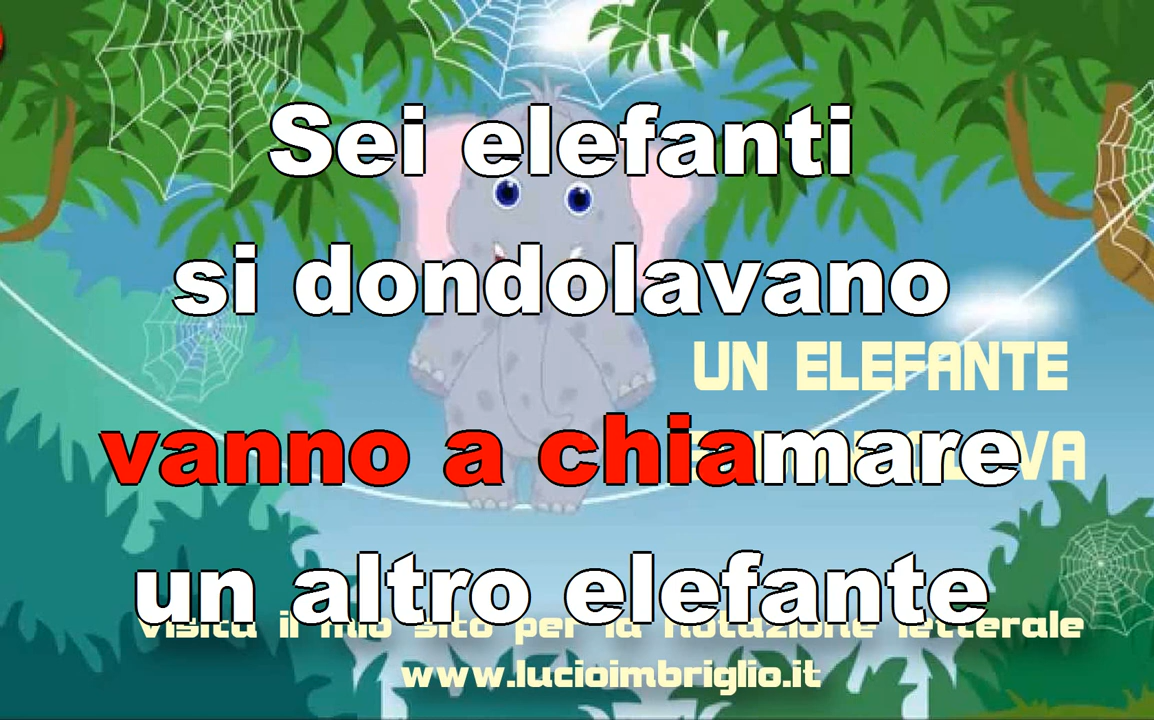 Sei elefanti
si dondolavano
UN ELEFANTE
vanno a chiamare
un altro elefante
visita il mio sito per la notazione letterale
www.lucioimbriglio.it